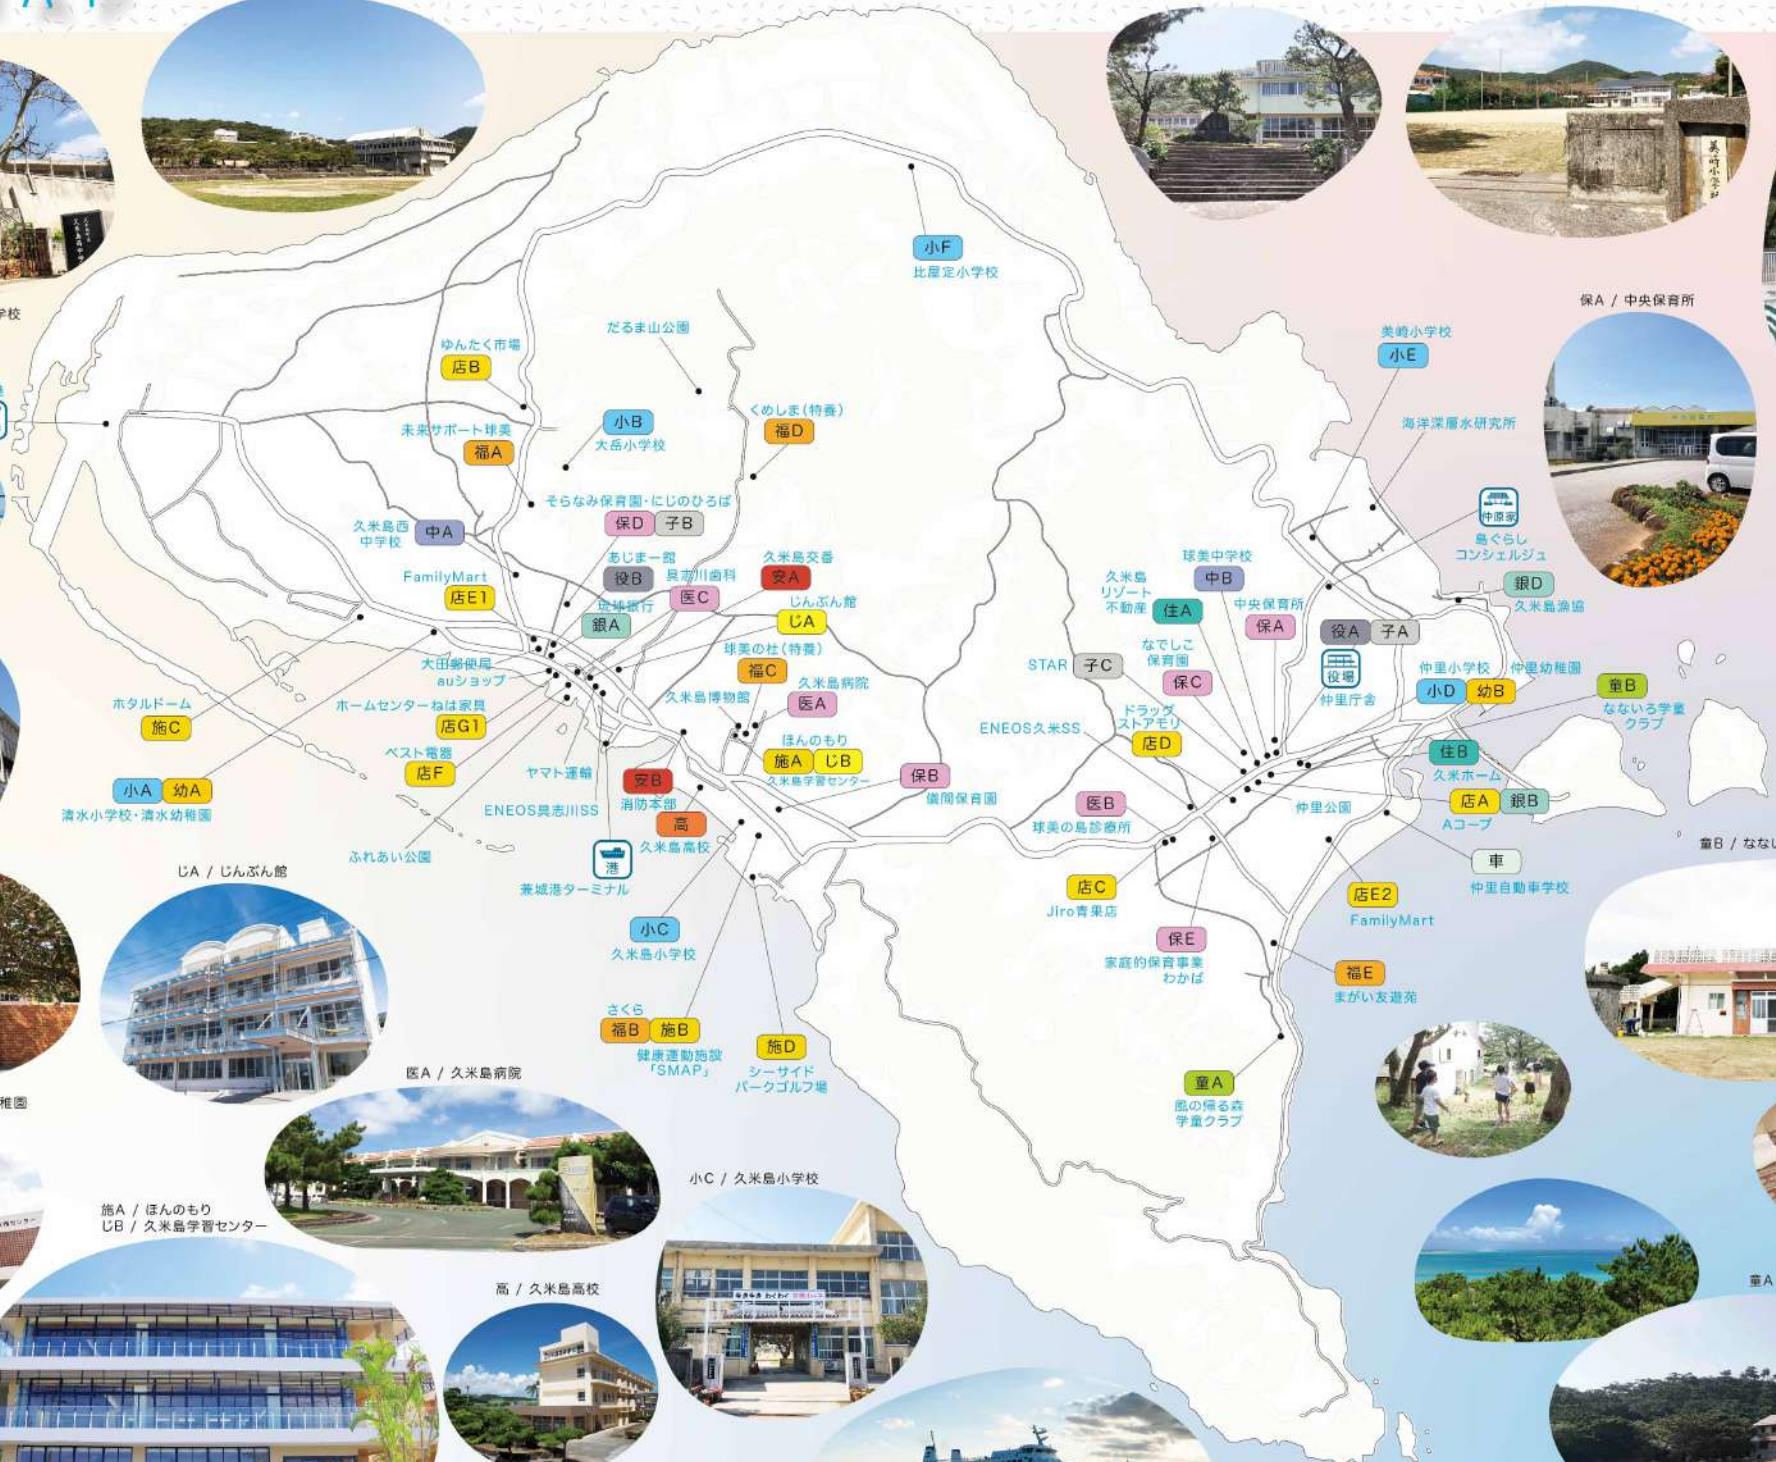 小F
比屋定小学校
保A / 中央保育所
美崎小学校
小E
だるま山公園
ゆんたく市場
店B
くめしま(特養)
福D
小B
大岳小学校
未来サポート球美
福A
海洋深層水研究所
そらなみ保育園・にじのひろば
保D 子B
久米島西
中学校
中A
仲原家
島ぐらし
コンシェルジュ
あじまー館
役B
具志川歯科
医C
久米島交番
安A
球美中学校
中B
久米島
リゾート
不動産
住A
FamilyMart
店E1
琉球銀行
銀A
じんぶん館
じA
中央保育所
保A
銀D
久米島漁協
役A 子A
役場
仲里庁舎
なでしこ
保育園
保C
STAR 子C
球美の杜(特養)
福C
大田郵便局
auショップ
久米島博物館
久米島病院
医A
仲里小学校
小D
仲里幼稚園
幼B
童B
なないろ学童
クラブ
ホタルドーム
施C
ホームセンターねは家具
店G1
ドラッグ
ストアモリ
店D
ENEOS久米SS
ほんのもり
施A じB
久米島学習センター
ベスト電器
店F
ヤマト運輸
住B
久米ホーム
小A 幼A
清水小学校・清水幼稚園
安B
消防本部
ENEOS具志川SS
高
久米島高校
保B
儀間保育園
医B
球美の島診療所
仲里公園
店A 銀B
Aコープ
ふれあい公園
港
兼城港ターミナル
車
仲里自動車学校
じA / じんぶん館
店C
Jiro青果店
店E2
FamilyMart
小C
久米島小学校
保E
家庭的保育事業
わかば
福E
まがい友遊苑
さくら
福B 施B
健康運動施設
「SMAP」
施D
シーサイド
パークゴルフ場
医A / 久米島病院
童A
風の帰る森
学童クラブ
小C / 久米島小学校
施A / ほんのもり
じB / 久米島学習センター
高 / 久米島高校